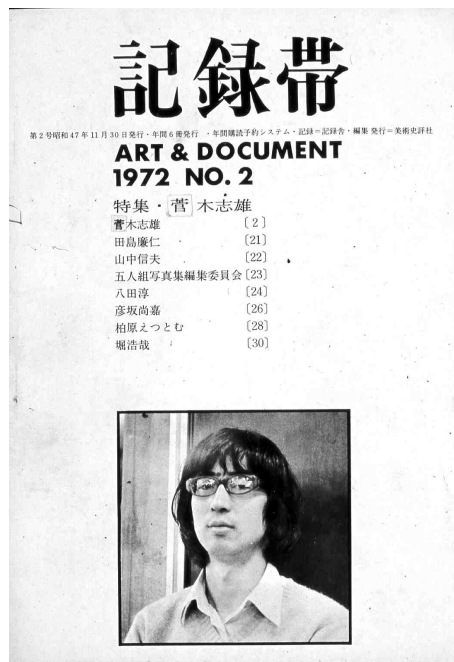 記録帯
第2号昭和47年11月30日発行・年間6冊発行 ・年間購読予約システム・記録=記録舎・編集 発行=美術史評社
ART & DOCUMENT
1972 NO. 2
特集・菅木志雄
菅木志雄 〔2〕
田島廉仁 〔21〕
山中信夫 〔22〕
五人組写真集編集委員会〔23〕
八田淳 〔24〕
彦坂尚嘉 〔26〕
柏原えつとむ 〔28〕
堀浩哉 〔30〕